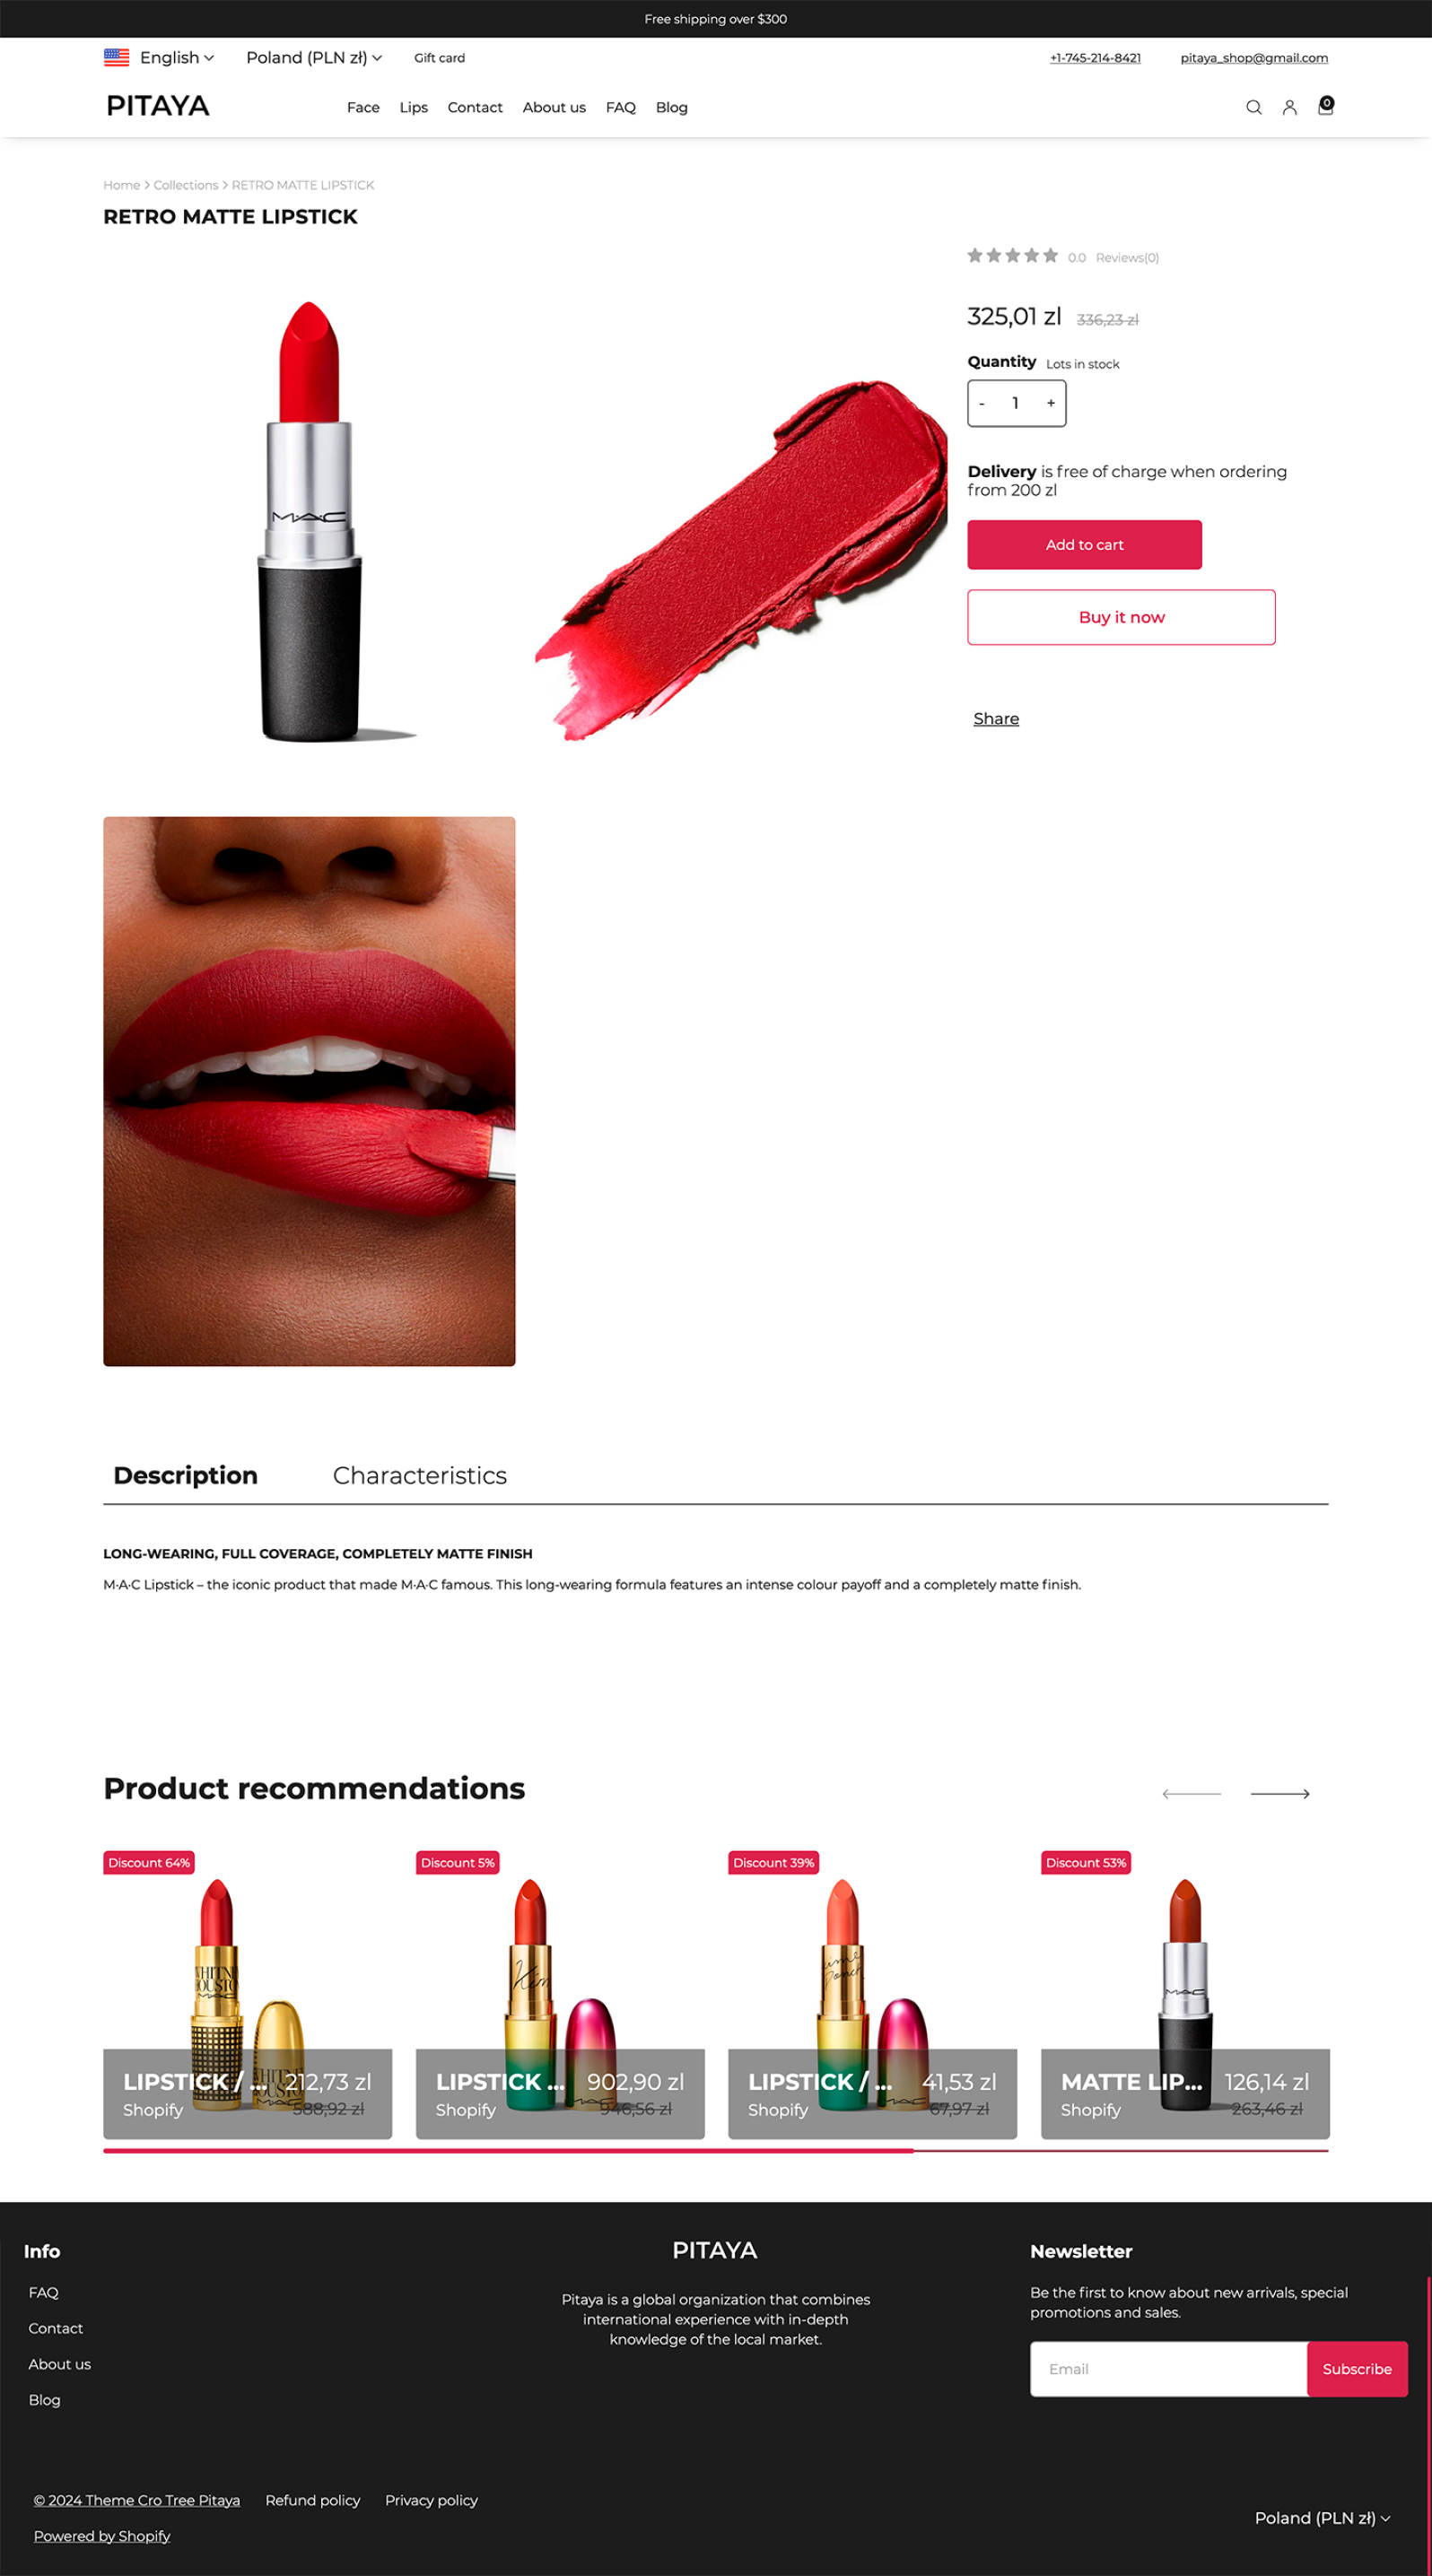 Free shipping over $300
English
Poland (PLN zł)
Gift card
+1-745-214-8421
pitaya_shop@gmail.com
PITAYA
Face
Lips
Contact
About us
FAQ
Blog
0
Home > Collections > RETRO MATTE LIPSTICK
RETRO MATTE LIPSTICK
0.0 Reviews(0)
325,01 zl 336,23 zl
Quantity Lots in stock
- 1 +
Delivery is free of charge when ordering
from 200 zl
Add to cart
Buy it now
Share
MAC
Description
Characteristics
LONG-WEARING, FULL COVERAGE, COMPLETELY MATTE FINISH
M·A·C Lipstick – the iconic product that made M·A·C famous. This long-wearing formula features an intense colour payoff and a completely matte finish.
Product recommendations
Discount 64%
LIPSTICK / ... 212,73 zl
Shopify 588,92 zl
Discount 5%
LIPSTICK ... 902,90 zl
Shopify 946,56 zl
Discount 39%
LIPSTICK / ... 41,53 zl
Shopify 67,97 zl
Discount 53%
MAC
MATTE LIP... 126,14 zl
Shopify 263,46 zl
Info
FAQ
Contact
About us
Blog
PITAYA
Pitaya is a global organization that combines
international experience with in-depth
knowledge of the local market.
Newsletter
Be the first to know about new arrivals, special
promotions and sales.
Email
Subscribe
© 2024 Theme Cro Tree Pitaya
Refund policy
Privacy policy
Powered by Shopify
Poland (PLN zł)